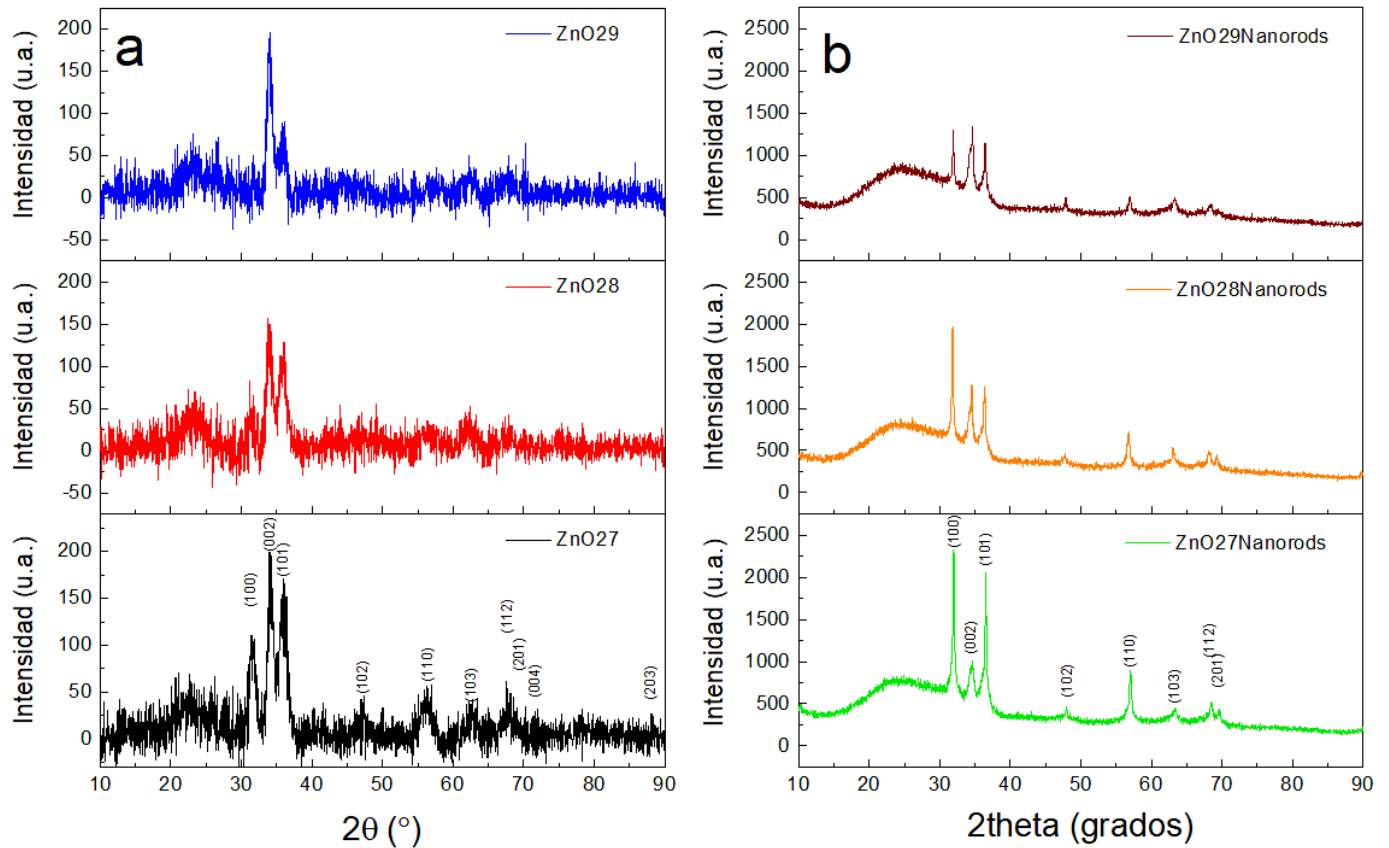 a
ZnO29
Intensidad (u.a.)
200
150
100
50
0
-50
ZnO28
Intensidad (u.a.)
200
150
100
50
0
-50
ZnO27
Intensidad (u.a.)
200
150
100
50
0
(100)
(002)
(101)
(102)
(110)
(103)
(112)
(201)
(004)
(203)
10 20 30 40 50 60 70 80 90
2θ (°)
b
ZnO29Nanorods
Intensidad (u.a.)
2500
2000
1500
1000
500
0
ZnO28Nanorods
Intensidad (u.a.)
2500
2000
1500
1000
500
0
ZnO27Nanorods
Intensidad (u.a.)
2500
2000
1500
1000
500
0
(100)
(002)
(101)
(102)
(110)
(103)
(112)
(201)
10 20 30 40 50 60 70 80 90
2theta (grados)